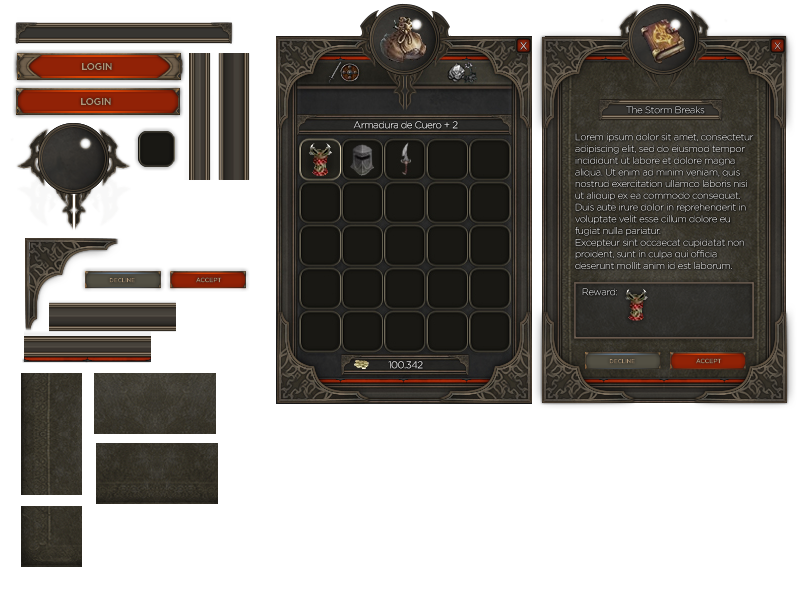 LOGIN
LOGIN
DECLINE
ACCEPT
X
Armadura de Cuero + 2
100.342
X
The Storm Breaks
Lorem ipsum dolor sit amet, consectetur
adipiscing elit, sed do eiusmod tempor
incididunt ut labore et dolore magna
aliqua. Ut enim ad minim veniam, quis
nostrud exercitation ullamco laboris nisi
ut aliquip ex ea commodo consequat.
Duis aute irure dolor in reprehenderit in
voluptate velit esse cillum dolore eu
fugiat nulla pariatur.
Excepteur sint occaecat cupidatat non
proident, sunt in culpa qui officia
deserunt mollit anim id est laborum.
Reward:
DECLINE
ACCEPT